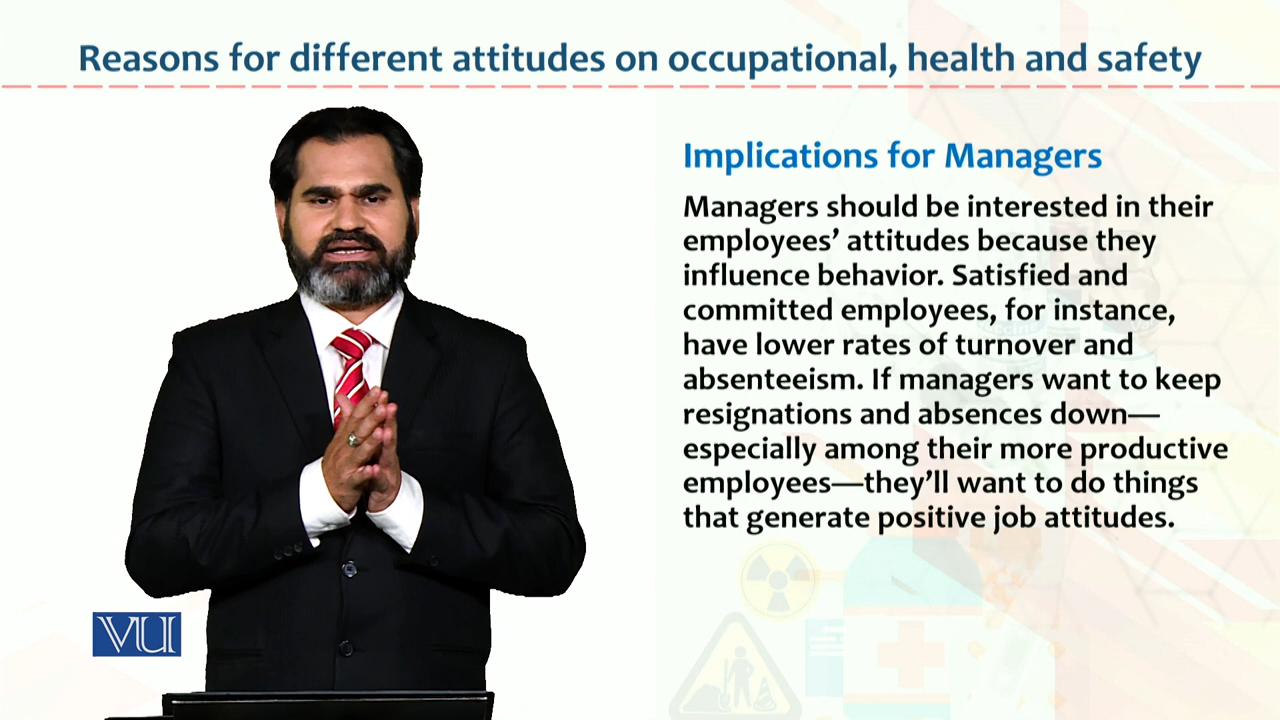 Reasons for different attitudes on occupational, health and safety
Implications for Managers
Managers should be interested in their
employees’ attitudes because they
influence behavior. Satisfied and
committed employees, for instance,
have lower rates of turnover and
absenteeism. If managers want to keep
resignations and absences down—
especially among their more productive
employees—they’ll want to do things
that generate positive job attitudes.
VU